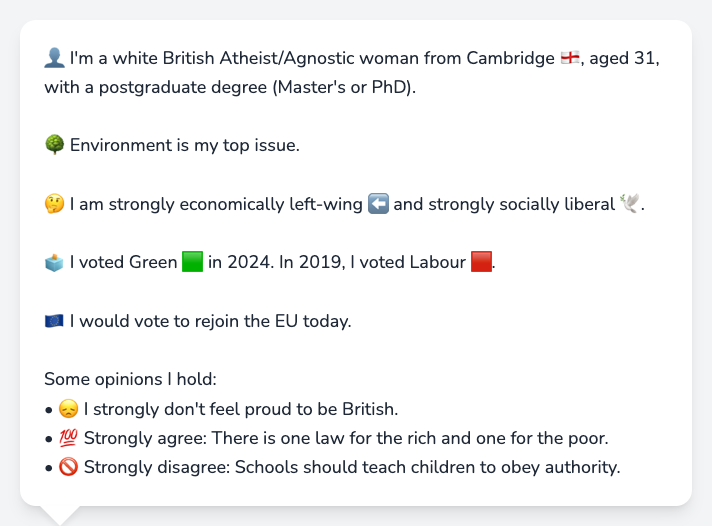 👤 I'm a white British Atheist/Agnostic woman from Cambridge 🏴󠁧󠁢󠁥󠁮󠁧󠁿, aged 31,
with a postgraduate degree (Master's or PhD).
🌳 Environment is my top issue.
🤔 I am strongly economically left-wing ⬅️ and strongly socially liberal 🕊️.
🗳️ I voted Green 🟩 in 2024. In 2019, I voted Labour 🟥.
🇪🇺 I would vote to rejoin the EU today.
Some opinions I hold:
• 😞 I strongly don't feel proud to be British.
• 💯 Strongly agree: There is one law for the rich and one for the poor.
• 🚫 Strongly disagree: Schools should teach children to obey authority.